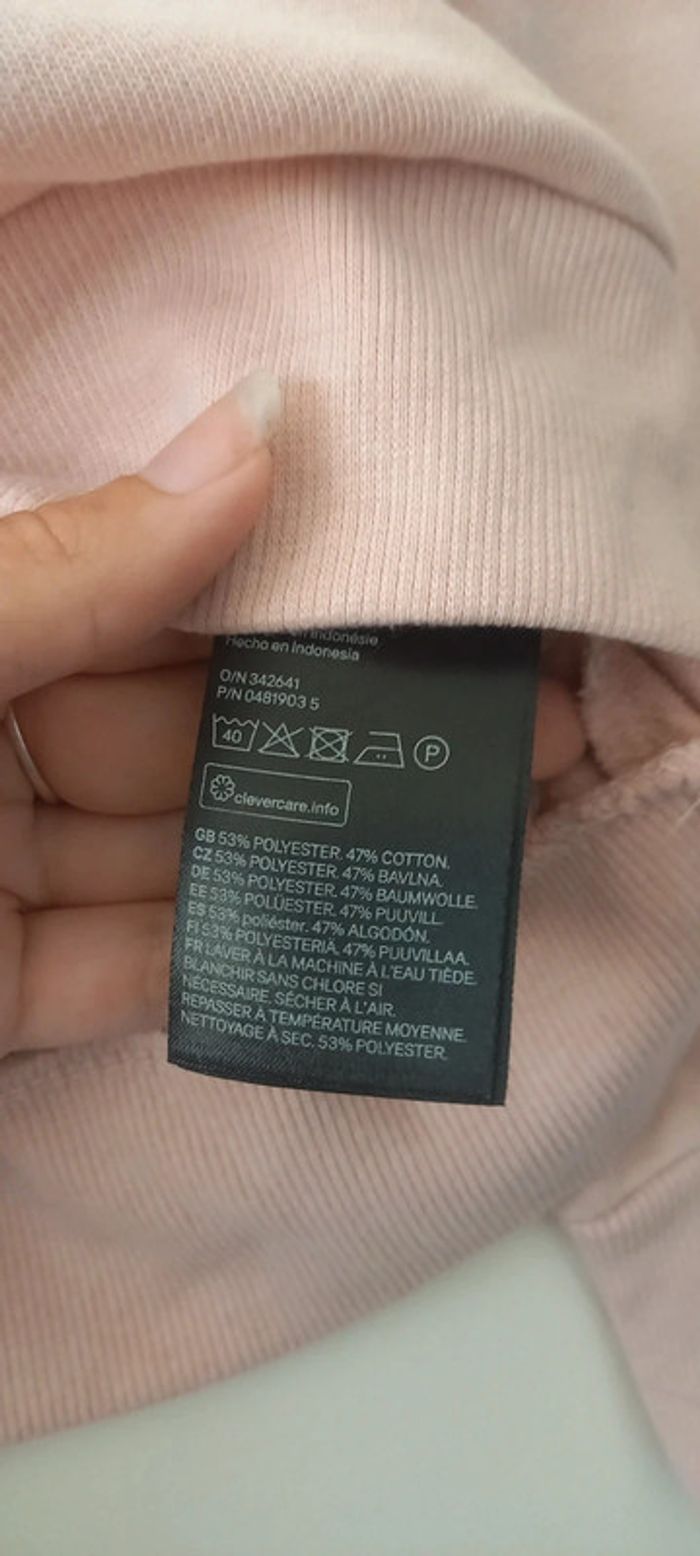 Indonésie
Hecho en Indonesia
O/N 342641
P/N 0481903 5
40 P
clevercare.info
GB 53% POLYESTER. 47% COTTON.
CZ 53% POLYESTER. 47% BAVLNA.
DE 53% POLYESTER. 47% BAUMWOLLE.
EE 53% POLÜESTER. 47% PUUVILL.
ES 53% poliéster. 47% ALGODÓN.
FI 53% POLYESTERIÄ. 47% PUUVILLAA.
FR LAVER À LA MACHINE À L'EAU TIÈDE.
BLANCHIR SANS CHLORE SI
NÉCESSAIRE. SÉCHER À L'AIR.
REPASSER À TEMPÉRATURE MOYENNE.
NETTOYAGE À SEC. 53% POLYESTER.